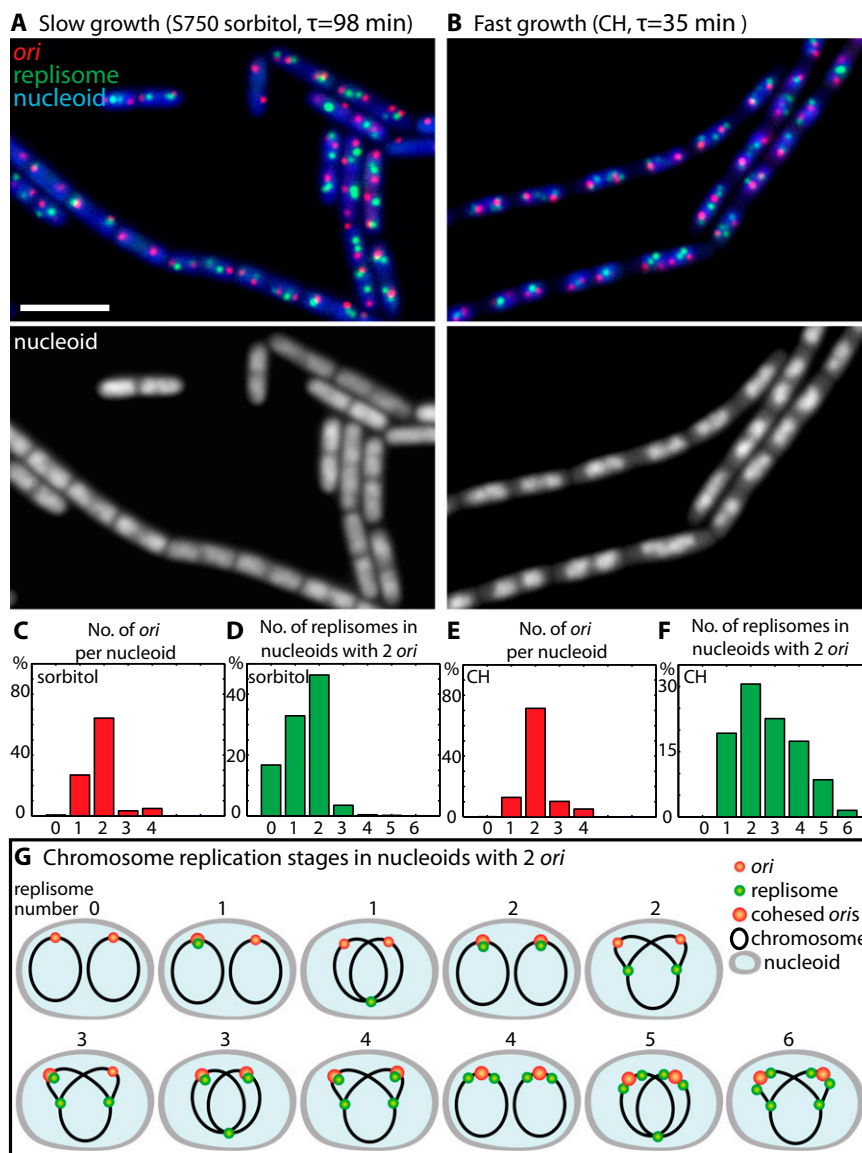 A Slow growth (S750 sorbitol, τ=98 min)
B Fast growth (CH, τ=35 min )
ori
replisome
nucleoid
nucleoid
C No. of ori per nucleoid
%
sorbitol
80
40
0
0 1 2 3 4
D No. of replisomes in nucleoids with 2 ori
%
sorbitol
40
20
0
0 1 2 3 4 5 6
E No. of ori per nucleoid
%
CH
80
40
0
0 1 2 3 4
F No. of replisomes in nucleoids with 2 ori
%
CH
30
15
0
0 1 2 3 4 5 6
G Chromosome replication stages in nucleoids with 2 ori
replisome
number 0 1 1 2 2
3 3 4 4 5 6
ori
replisome
cohesed oris
chromosome
nucleoid